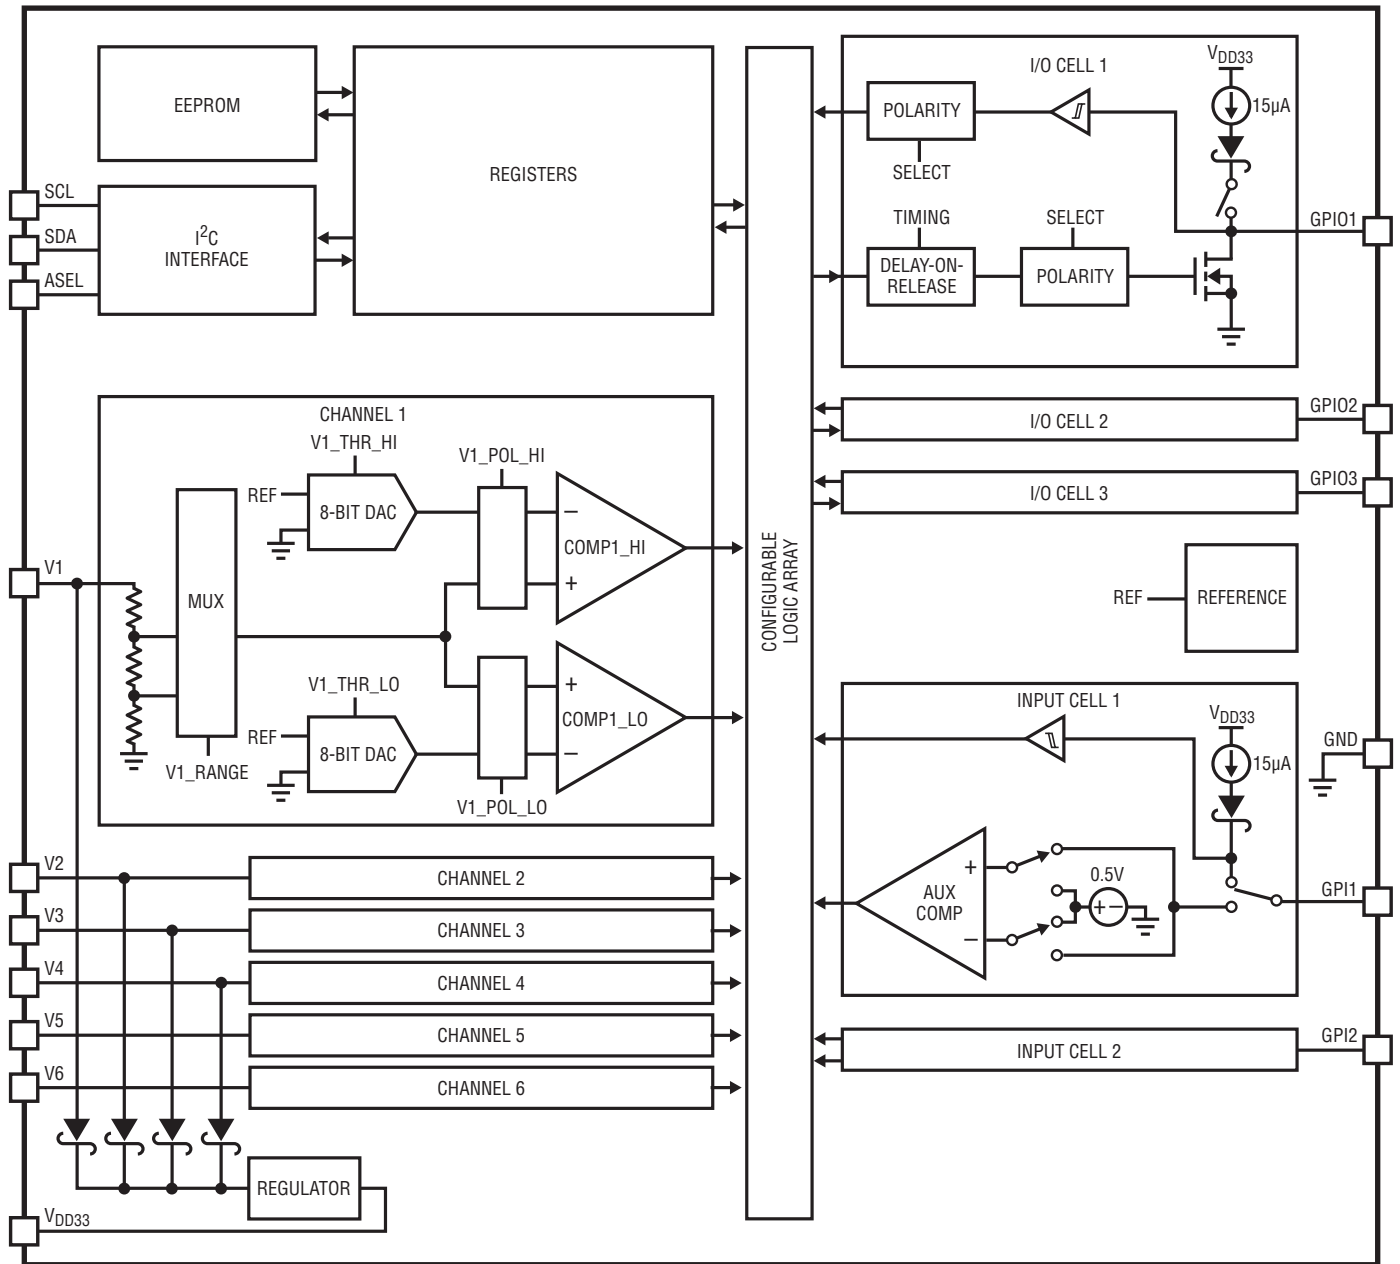 EEPROM
REGISTERS
I/O CELL 1
VDD33
15µA
POLARITY
SELECT
SCL
SDA
ASEL
I2C
INTERFACE
TIMING
SELECT
DELAY-ON-
RELEASE
POLARITY
GPIO1
I/O CELL 2
GPIO2
I/O CELL 3
GPIO3
CHANNEL 1
V1_THR_HI
V1_POL_HI
REF
8-BIT DAC
−
COMP1_HI
+
V1
MUX
V1_THR_LO
REF
8-BIT DAC
+
COMP1_LO
−
V1_RANGE
V1_POL_LO
CONFIGURABLE
LOGIC ARRAY
REF
REFERENCE
INPUT CELL 1
VDD33
15µA
GND
+
AUX
COMP
−
0.5V
+ −
GPI1
V2
CHANNEL 2
V3
CHANNEL 3
V4
CHANNEL 4
V5
CHANNEL 5
V6
CHANNEL 6
INPUT CELL 2
GPI2
REGULATOR
VDD33